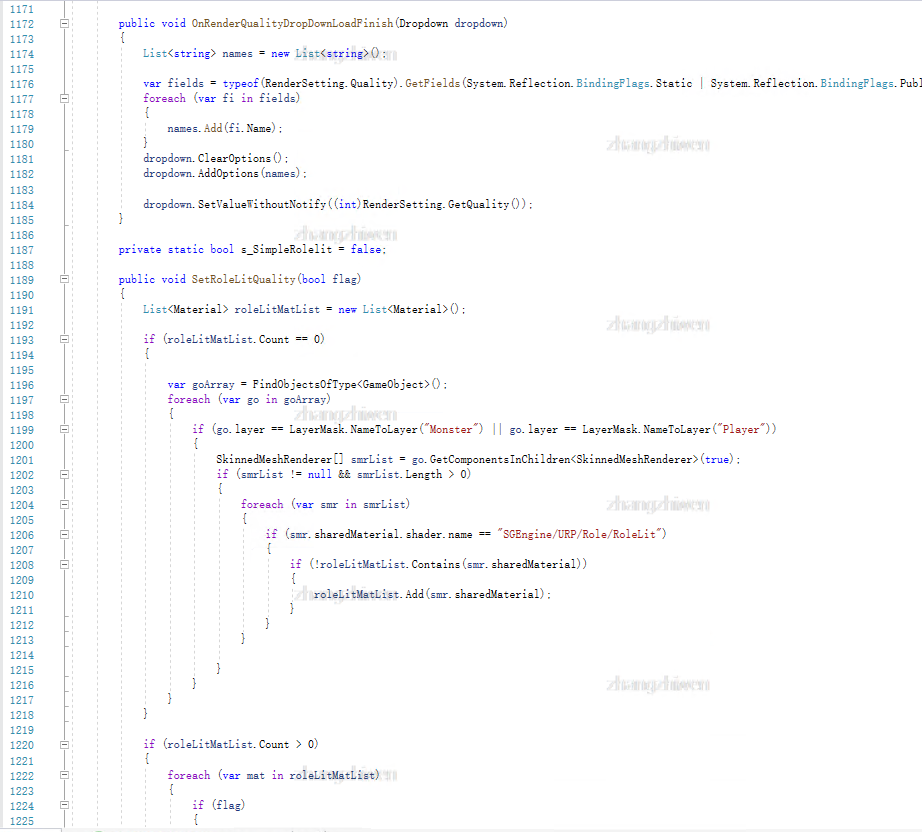 1171
1172 public void OnRenderQualityDropDownLoadFinish(Dropdown dropdown)
1173 {
1174 List<string> names = new List<string>();
1175
1176 var fields = typeof(RenderSetting.Quality).GetFields(System.Reflection.BindingFlags.Static | System.Reflection.BindingFlags.Publ
1177 foreach (var fi in fields)
1178 {
1179 names.Add(fi.Name);
1180 }
1181 dropdown.ClearOptions();
1182 dropdown.AddOptions(names);
1183
1184 dropdown.SetValueWithoutNotify((int)RenderSetting.GetQuality());
1185 }
1186
1187 private static bool s_SimpleRolelit = false;
1188
1189 public void SetRoleLitQuality(bool flag)
1190 {
1191 List<Material> roleLitMatList = new List<Material>();
1192
1193 if (roleLitMatList.Count == 0)
1194 {
1195
1196 var goArray = FindObjectsOfType<GameObject>();
1197 foreach (var go in goArray)
1198 {
1199 if (go.layer == LayerMask.NameToLayer("Monster") || go.layer == LayerMask.NameToLayer("Player"))
1200 {
1201 SkinnedMeshRenderer[] smrList = go.GetComponentsInChildren<SkinnedMeshRenderer>(true);
1202 if (smrList != null && smrList.Length > 0)
1203 {
1204 foreach (var smr in smrList)
1205 {
1206 if (smr.sharedMaterial.shader.name == "SGEngine/URP/Role/RoleLit")
1207 {
1208 if (!roleLitMatList.Contains(smr.sharedMaterial))
1209 {
1210 roleLitMatList.Add(smr.sharedMaterial);
1211 }
1212 }
1213 }
1214
1215 }
1216 }
1217 }
1218 }
1219
1220 if (roleLitMatList.Count > 0)
1221 {
1222 foreach (var mat in roleLitMatList)
1223 {
1224 if (flag)
1225 {
zhangzhiwen
zhangzhiwen
zhangzhiwen
zhangzhiwen
zhangzhiwen
zhangzhiwen
zhangzhiwen
zhangzhiwen
zhangzhiwen